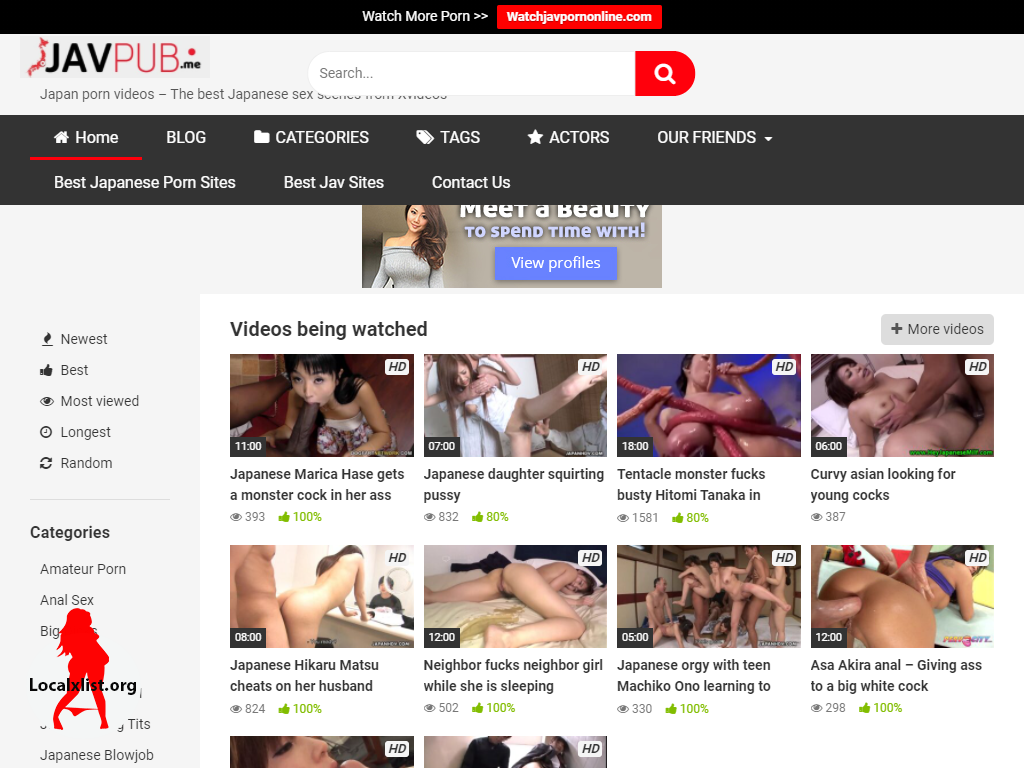 Watch More Porn >> Watchjavpornonline.com
JAVPUB.me
Search...
Japan porn videos – The best Japanese sex scenes from Xvideos
Home BLOG CATEGORIES TAGS ACTORS OUR FRIENDS
Best Japanese Porn Sites Best Jav Sites Contact Us
Meet a Beauty
to spend time with!
View profiles
Newest
Best
Most viewed
Longest
Random
Categories
Amateur Porn
Anal Sex
Localxlist.org
Tits
Japanese Blowjob
Videos being watched
More videos
HD HD HD HD
11:00 07:00 18:00 06:00
Japanese Marica Hase gets Japanese daughter squirting Tentacle monster fucks Curvy asian looking for
a monster cock in her ass pussy busty Hitomi Tanaka in young cocks
393 100% 832 80% 1581 80% 387
HD HD HD HD
08:00 12:00 05:00 12:00
Japanese Hikaru Matsu Neighbor fucks neighbor girl Japanese orgy with teen Asa Akira anal – Giving ass
cheats on her husband while she is sleeping Machiko Ono learning to to a big white cock
824 100% 502 100% 330 100% 298 100%
HD HD